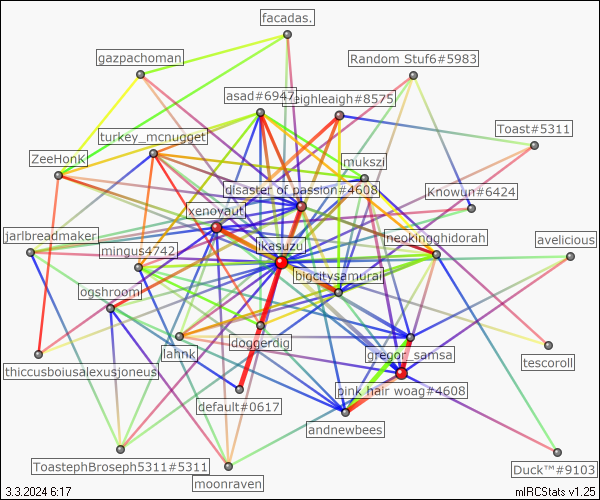 facadas.
gazpachoman
Random Stuf6#5983
asad#6947
leighleigh#8575
Toast#5311
turkey_mcnugget
mukszi
ZeeHonK
disaster of passion#4608
Knowun#6424
xenoyaut
jarlbreadmaker
neokingghidorah
avelicious
mingus4742
ikesuzu
bigcitysamurai
ogshroom
doggerdig
lahnk
gregor_samsa
tescoroll
thiccusboiusalexusjoneus
pink hair woag#4608
default#0617
andnewbees
ToastephBroseph5311#5311
Duck™#9103
moonraven
3.3.2024 6:17
mIRCStats v1.25